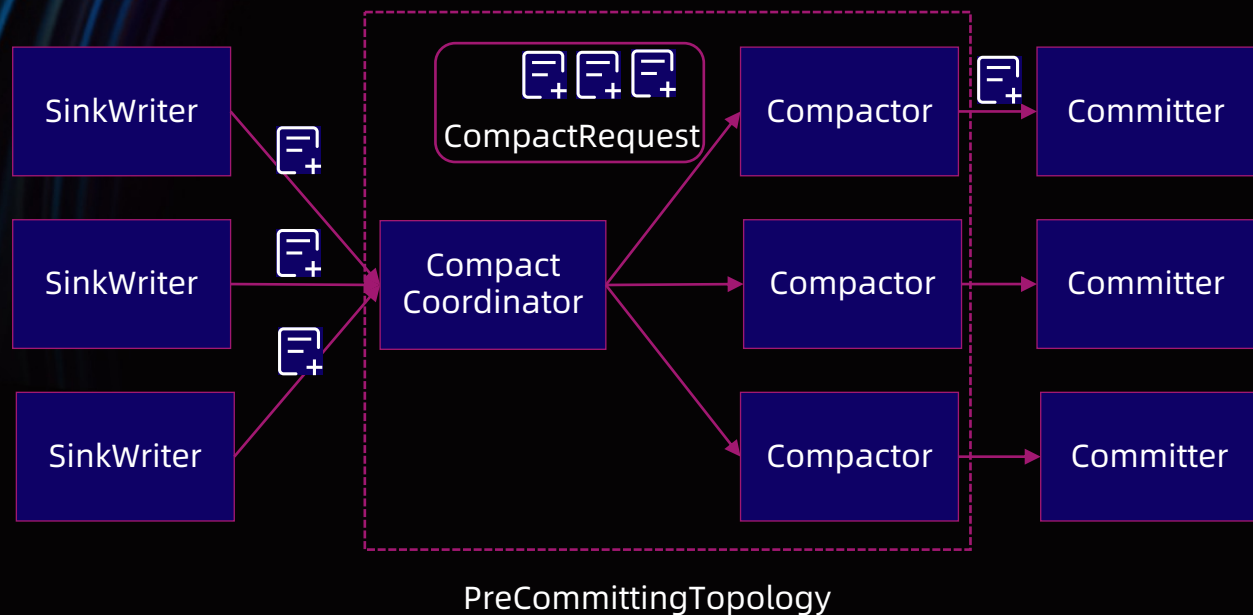 SinkWriter
SinkWriter
SinkWriter
CompactRequest
Compact
Coordinator
Compactor
Compactor
Compactor
Committer
Committer
Committer
PreCommittingTopology